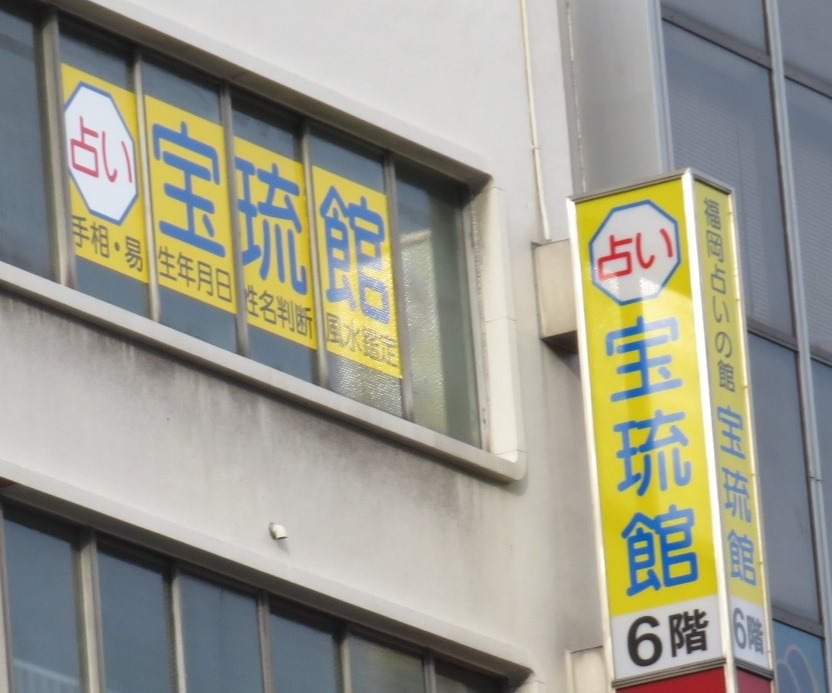 占い
宝琉館
手相・易
生年月日
姓名判断
風水鑑定
占い
宝琉館
6階
福岡占いの館 宝琉館
6階